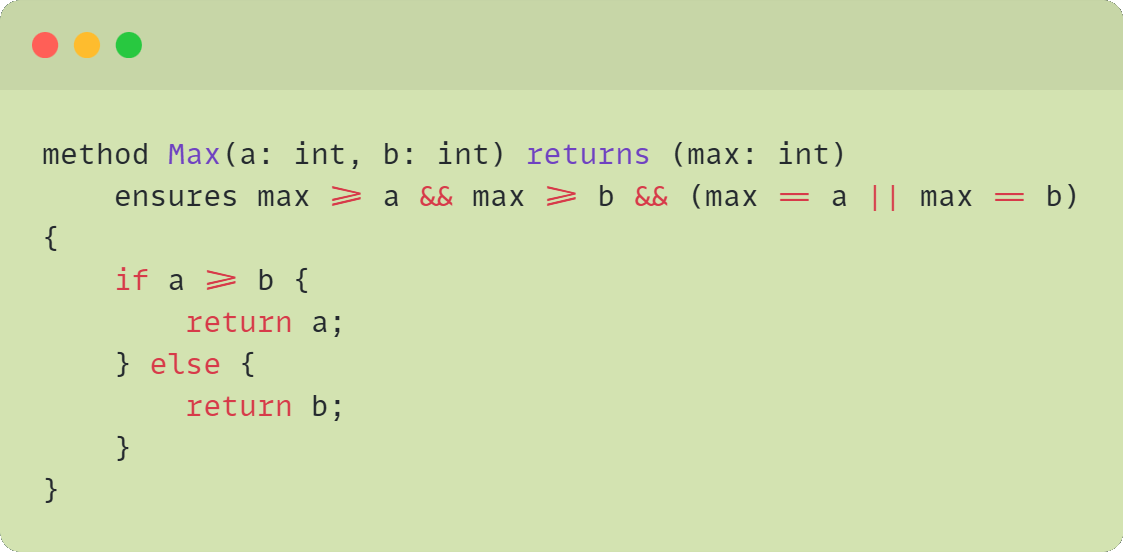 method Max(a: int, b: int) returns (max: int)
    ensures max >= a && max >= b && (max == a || max == b)
{
    if a >= b {
        return a;
    } else {
        return b;
    }
}